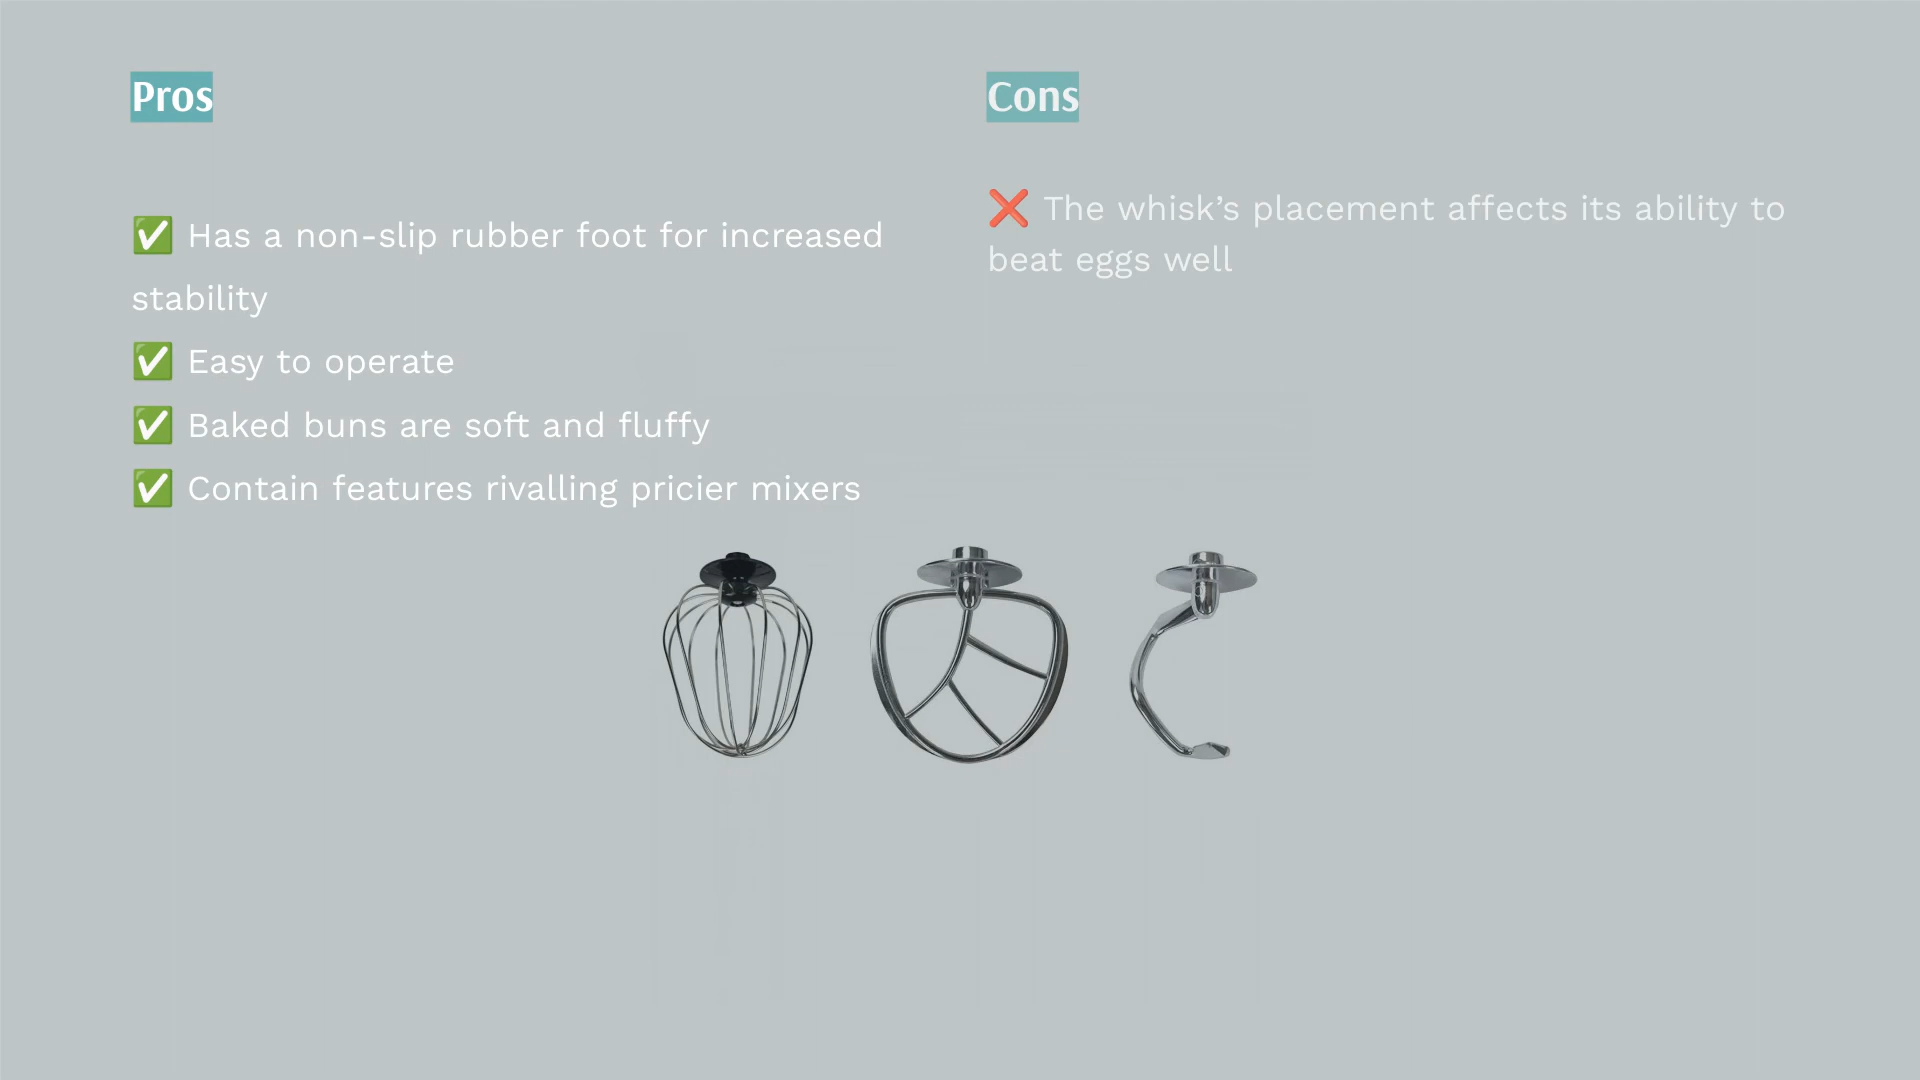 Pros
✅ Has a non-slip rubber foot for increased
stability
✅ Easy to operate
✅ Baked buns are soft and fluffy
✅ Contain features rivalling pricier mixers
Cons
❌ The whisk’s placement affects its ability to
beat eggs well